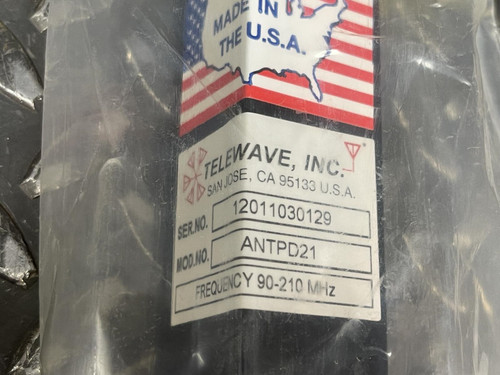 MADE IN
THE U.S.A.
TELEWAVE, INC.
SAN JOSE, CA 95133 U.S.A.
SER.NO. 12011030129
MOD.NO. ANTPD21
FREQUENCY 90-210 MHz